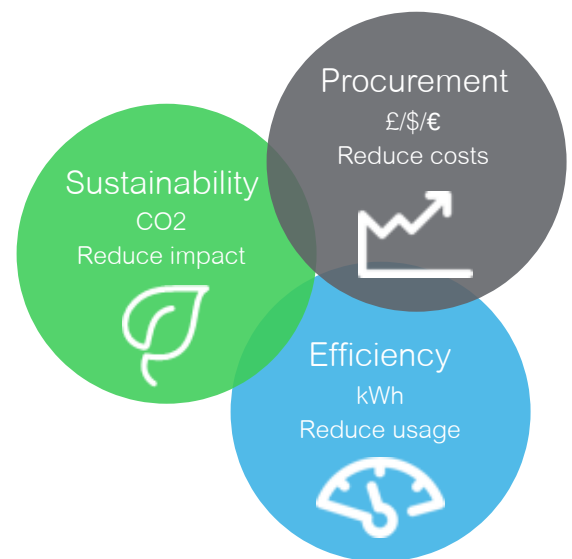 Procurement
£/$/€
Reduce costs
Sustainability
CO2
Reduce impact
Efficiency
kWh
Reduce usage